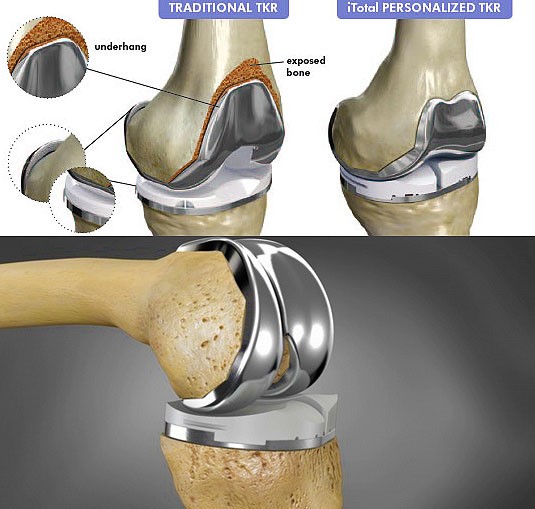 TRADITIONAL TKR
iTotal PERSONALIZED TKR
underhang
exposed
bone